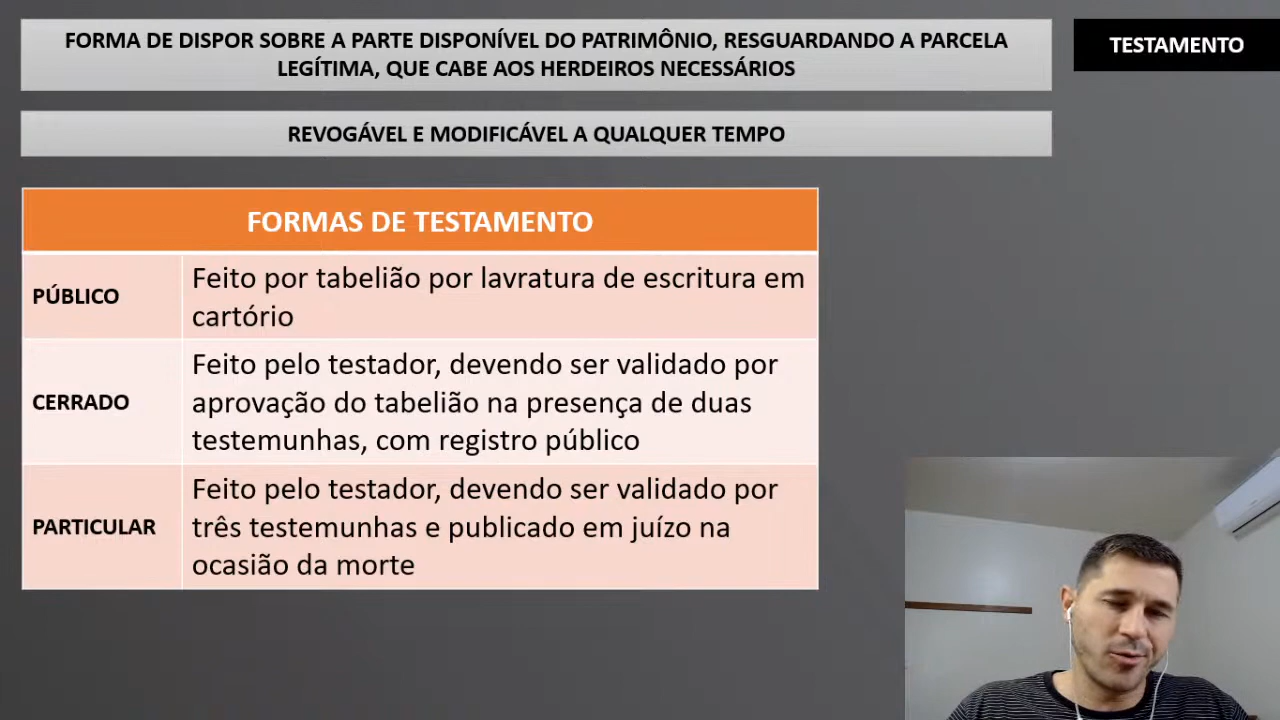 FORMA DE DISPOR SOBRE A PARTE DISPONÍVEL DO PATRIMÔNIO, RESGUARDANDO A PARCELA
LEGÍTIMA, QUE CABE AOS HERDEIROS NECESSÁRIOS
TESTAMENTO
REVOGÁVEL E MODIFICÁVEL A QUALQUER TEMPO
FORMAS DE TESTAMENTO
PÚBLICO
Feito por tabelião por lavratura de escritura em
cartório
CERRADO
Feito pelo testador, devendo ser validado por
aprovação do tabelião na presença de duas
testemunhas, com registro público
PARTICULAR
Feito pelo testador, devendo ser validado por
três testemunhas e publicado em juízo na
ocasião da morte